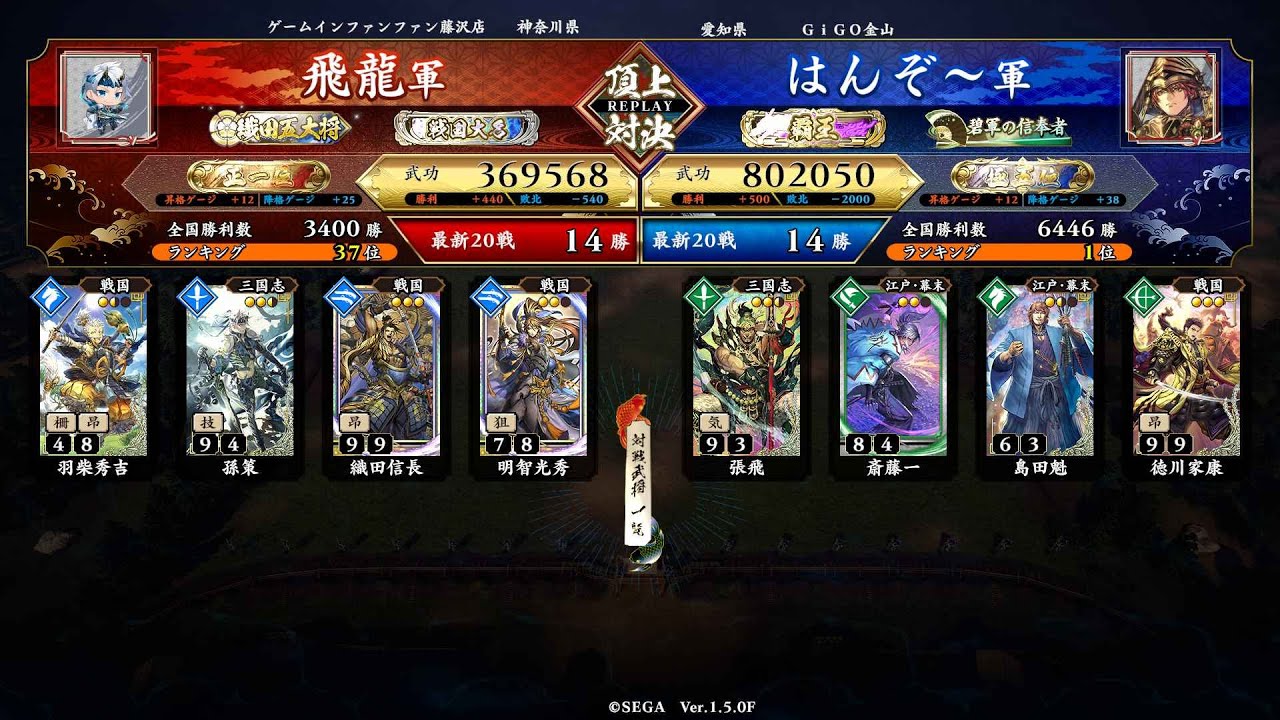 ゲームインファンファン藤沢店 神奈川県
愛知県 GiGO金山
飛龍軍
頂上
REPLAY
対決
はんぞ～軍
織田五大将
戦国大名
覇王
碧軍の信奉者
正一位
武功 369568
勝利 +440 敗北 -540
武功 802050
勝利 +500 敗北 -2000
昇格ゲージ +12 降格ゲージ +25
昇格ゲージ +12 降格ゲージ +38
全国勝利数 3400勝
ランキング 37位
最新20戦 14勝
最新20戦 14勝
全国勝利数 6446勝
ランキング 1位
戦国
三国志
戦国
戦国
三国志
江戸・幕末
江戸・幕末
戦国
柵 昂
技
昂
狙
気
昂
4 8
9 4
9 9
7 8
9 3
8 4
6 3
9 9
羽柴秀吉
孫策
織田信長
明智光秀
張飛
斎藤一
島田魁
徳川家康
対戦武将一覧
©SEGA Ver.1.5.0F